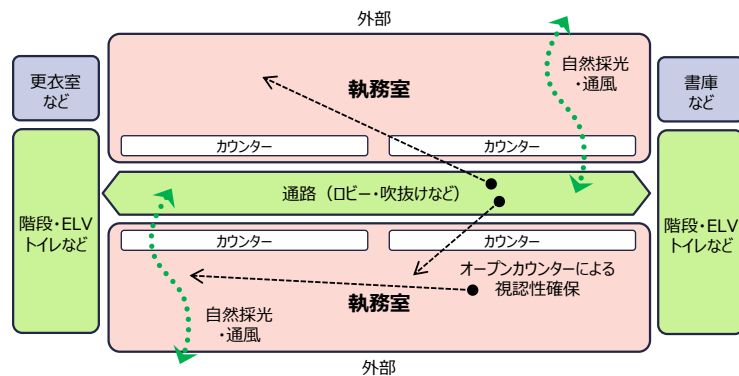 外部
更衣室
など
執務室
自然採光
・通風
書庫
など
カウンター
カウンター
階段・ELV
トイレなど
通路（ロビー・吹抜けなど）
階段・ELV
トイレなど
カウンター
カウンター
オープンカウンターによる
視認性確保
執務室
自然採光
・通風
外部